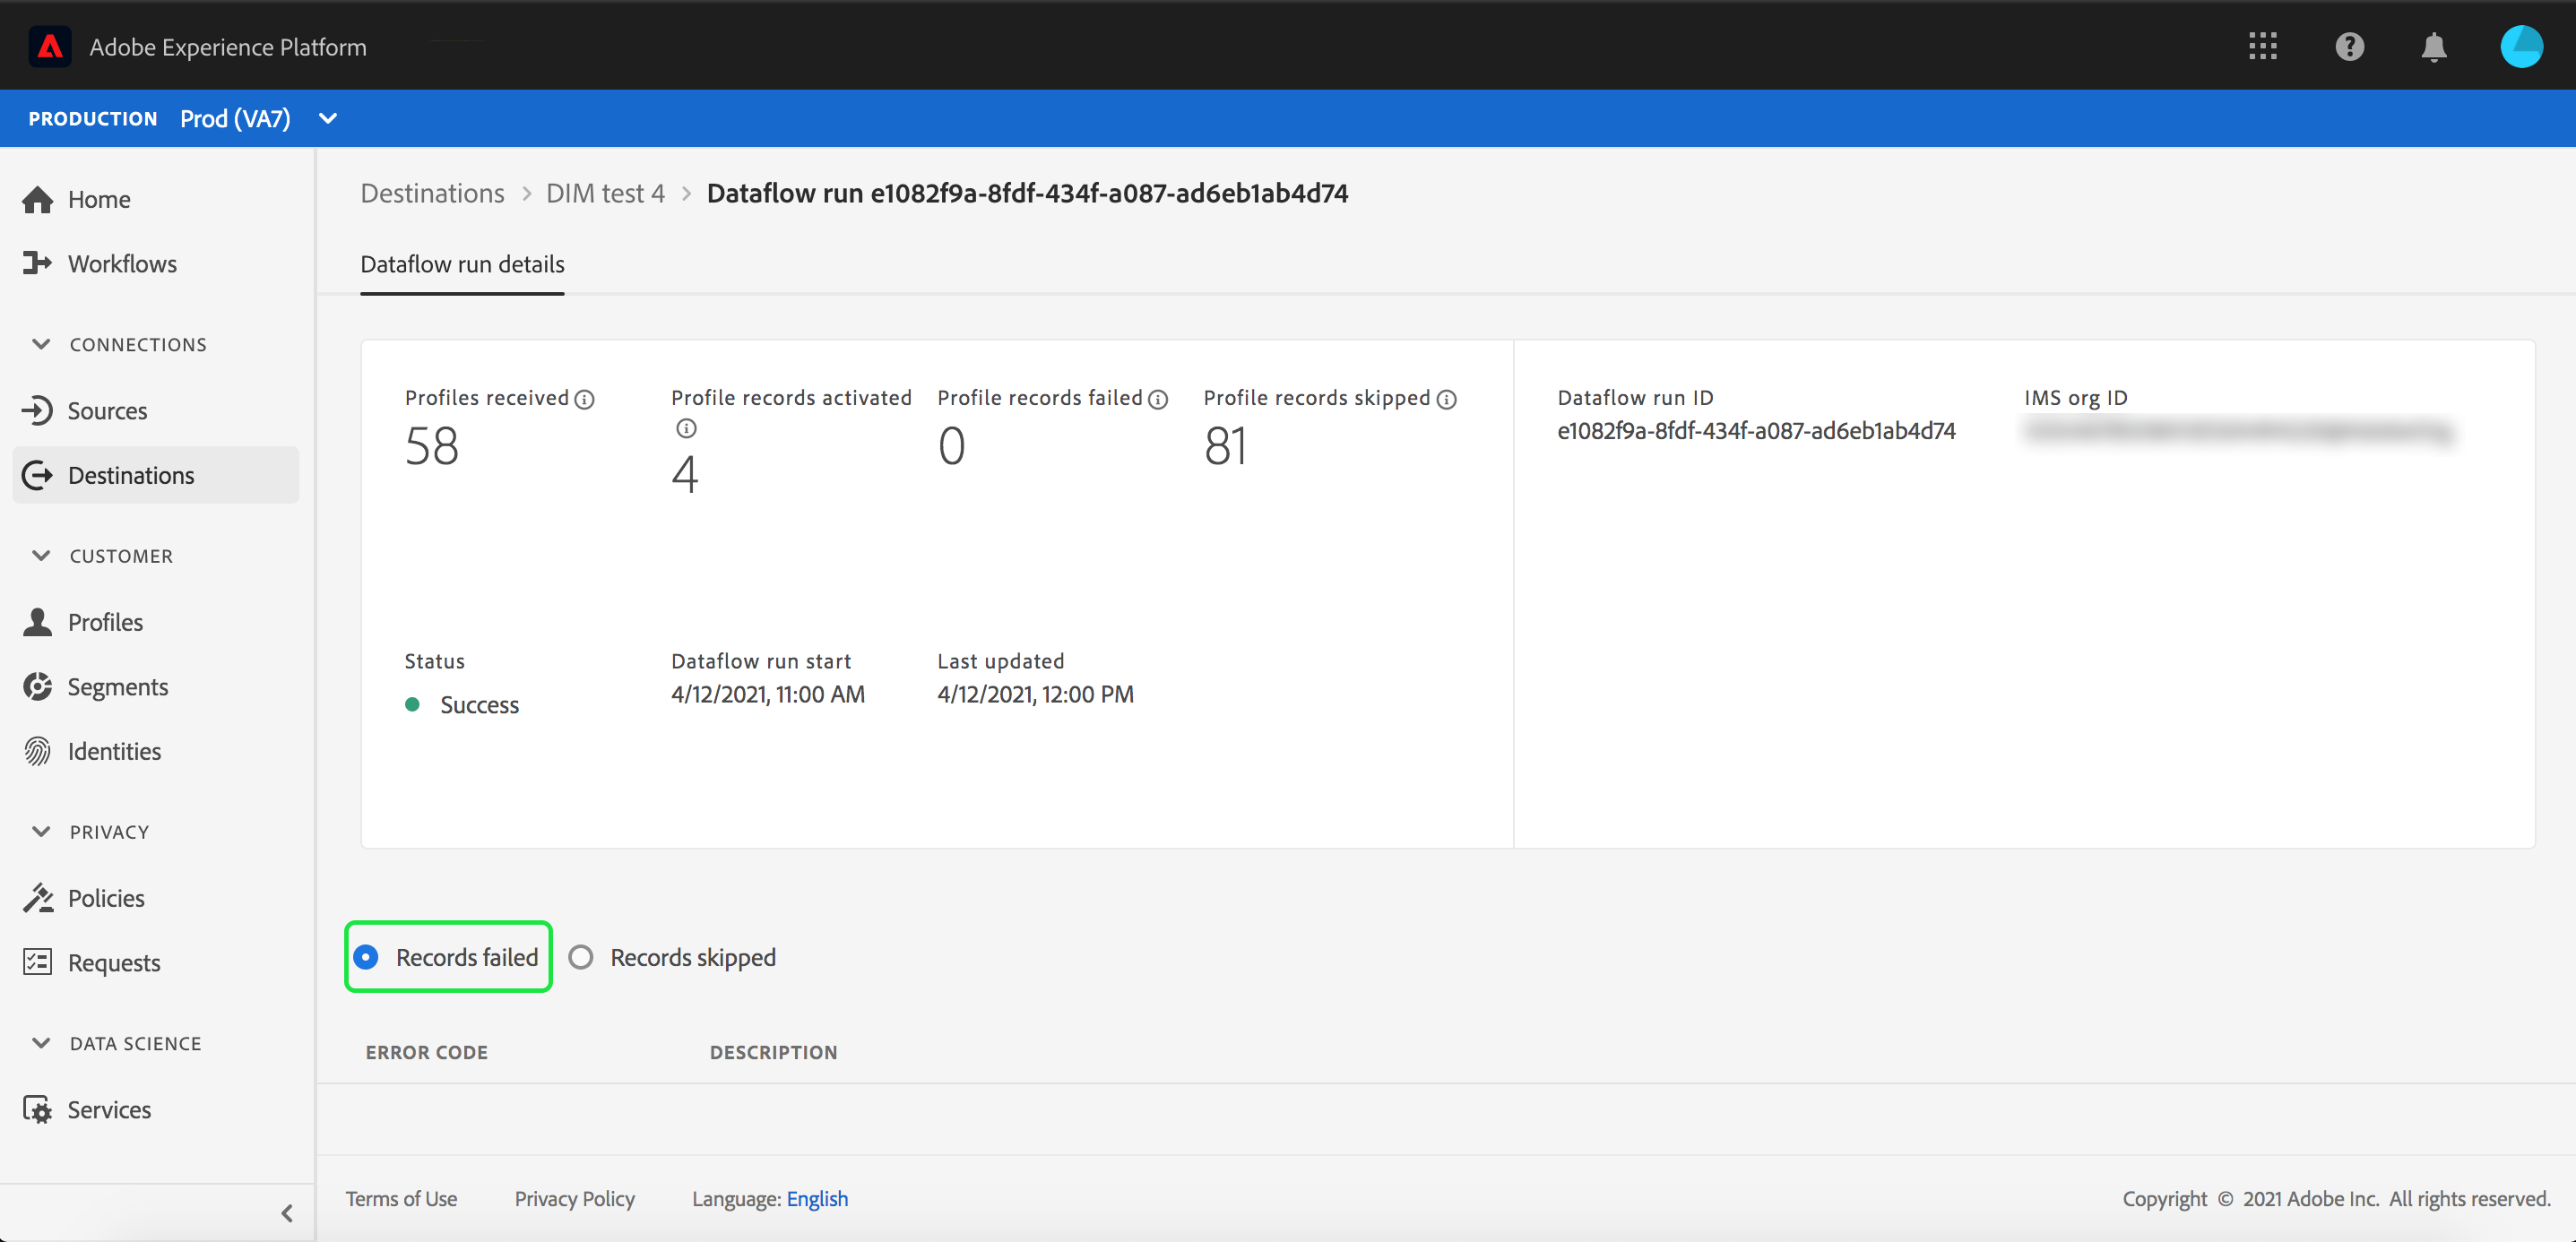 Adobe Experience Platform
PRODUCTION Prod (VA7)
Home
Workflows
CONNECTIONS
Sources
Destinations
CUSTOMER
Profiles
Segments
Identities
PRIVACY
Policies
Requests
DATA SCIENCE
Services
Destinations > DIM test 4 > Dataflow run e1082f9a-8fdf-434f-a087-ad6eb1ab4d74
Dataflow run details
Profiles received
58
Profile records activated
4
Profile records failed
0
Profile records skipped
81
Status
Success
Dataflow run start
4/12/2021, 11:00 AM
Last updated
4/12/2021, 12:00 PM
Dataflow run ID
e1082f9a-8fdf-434f-a087-ad6eb1ab4d74
IMS org ID
Records failed Records skipped
ERROR CODE DESCRIPTION
Terms of Use Privacy Policy Language: English Copyright © 2021 Adobe Inc. All rights reserved.